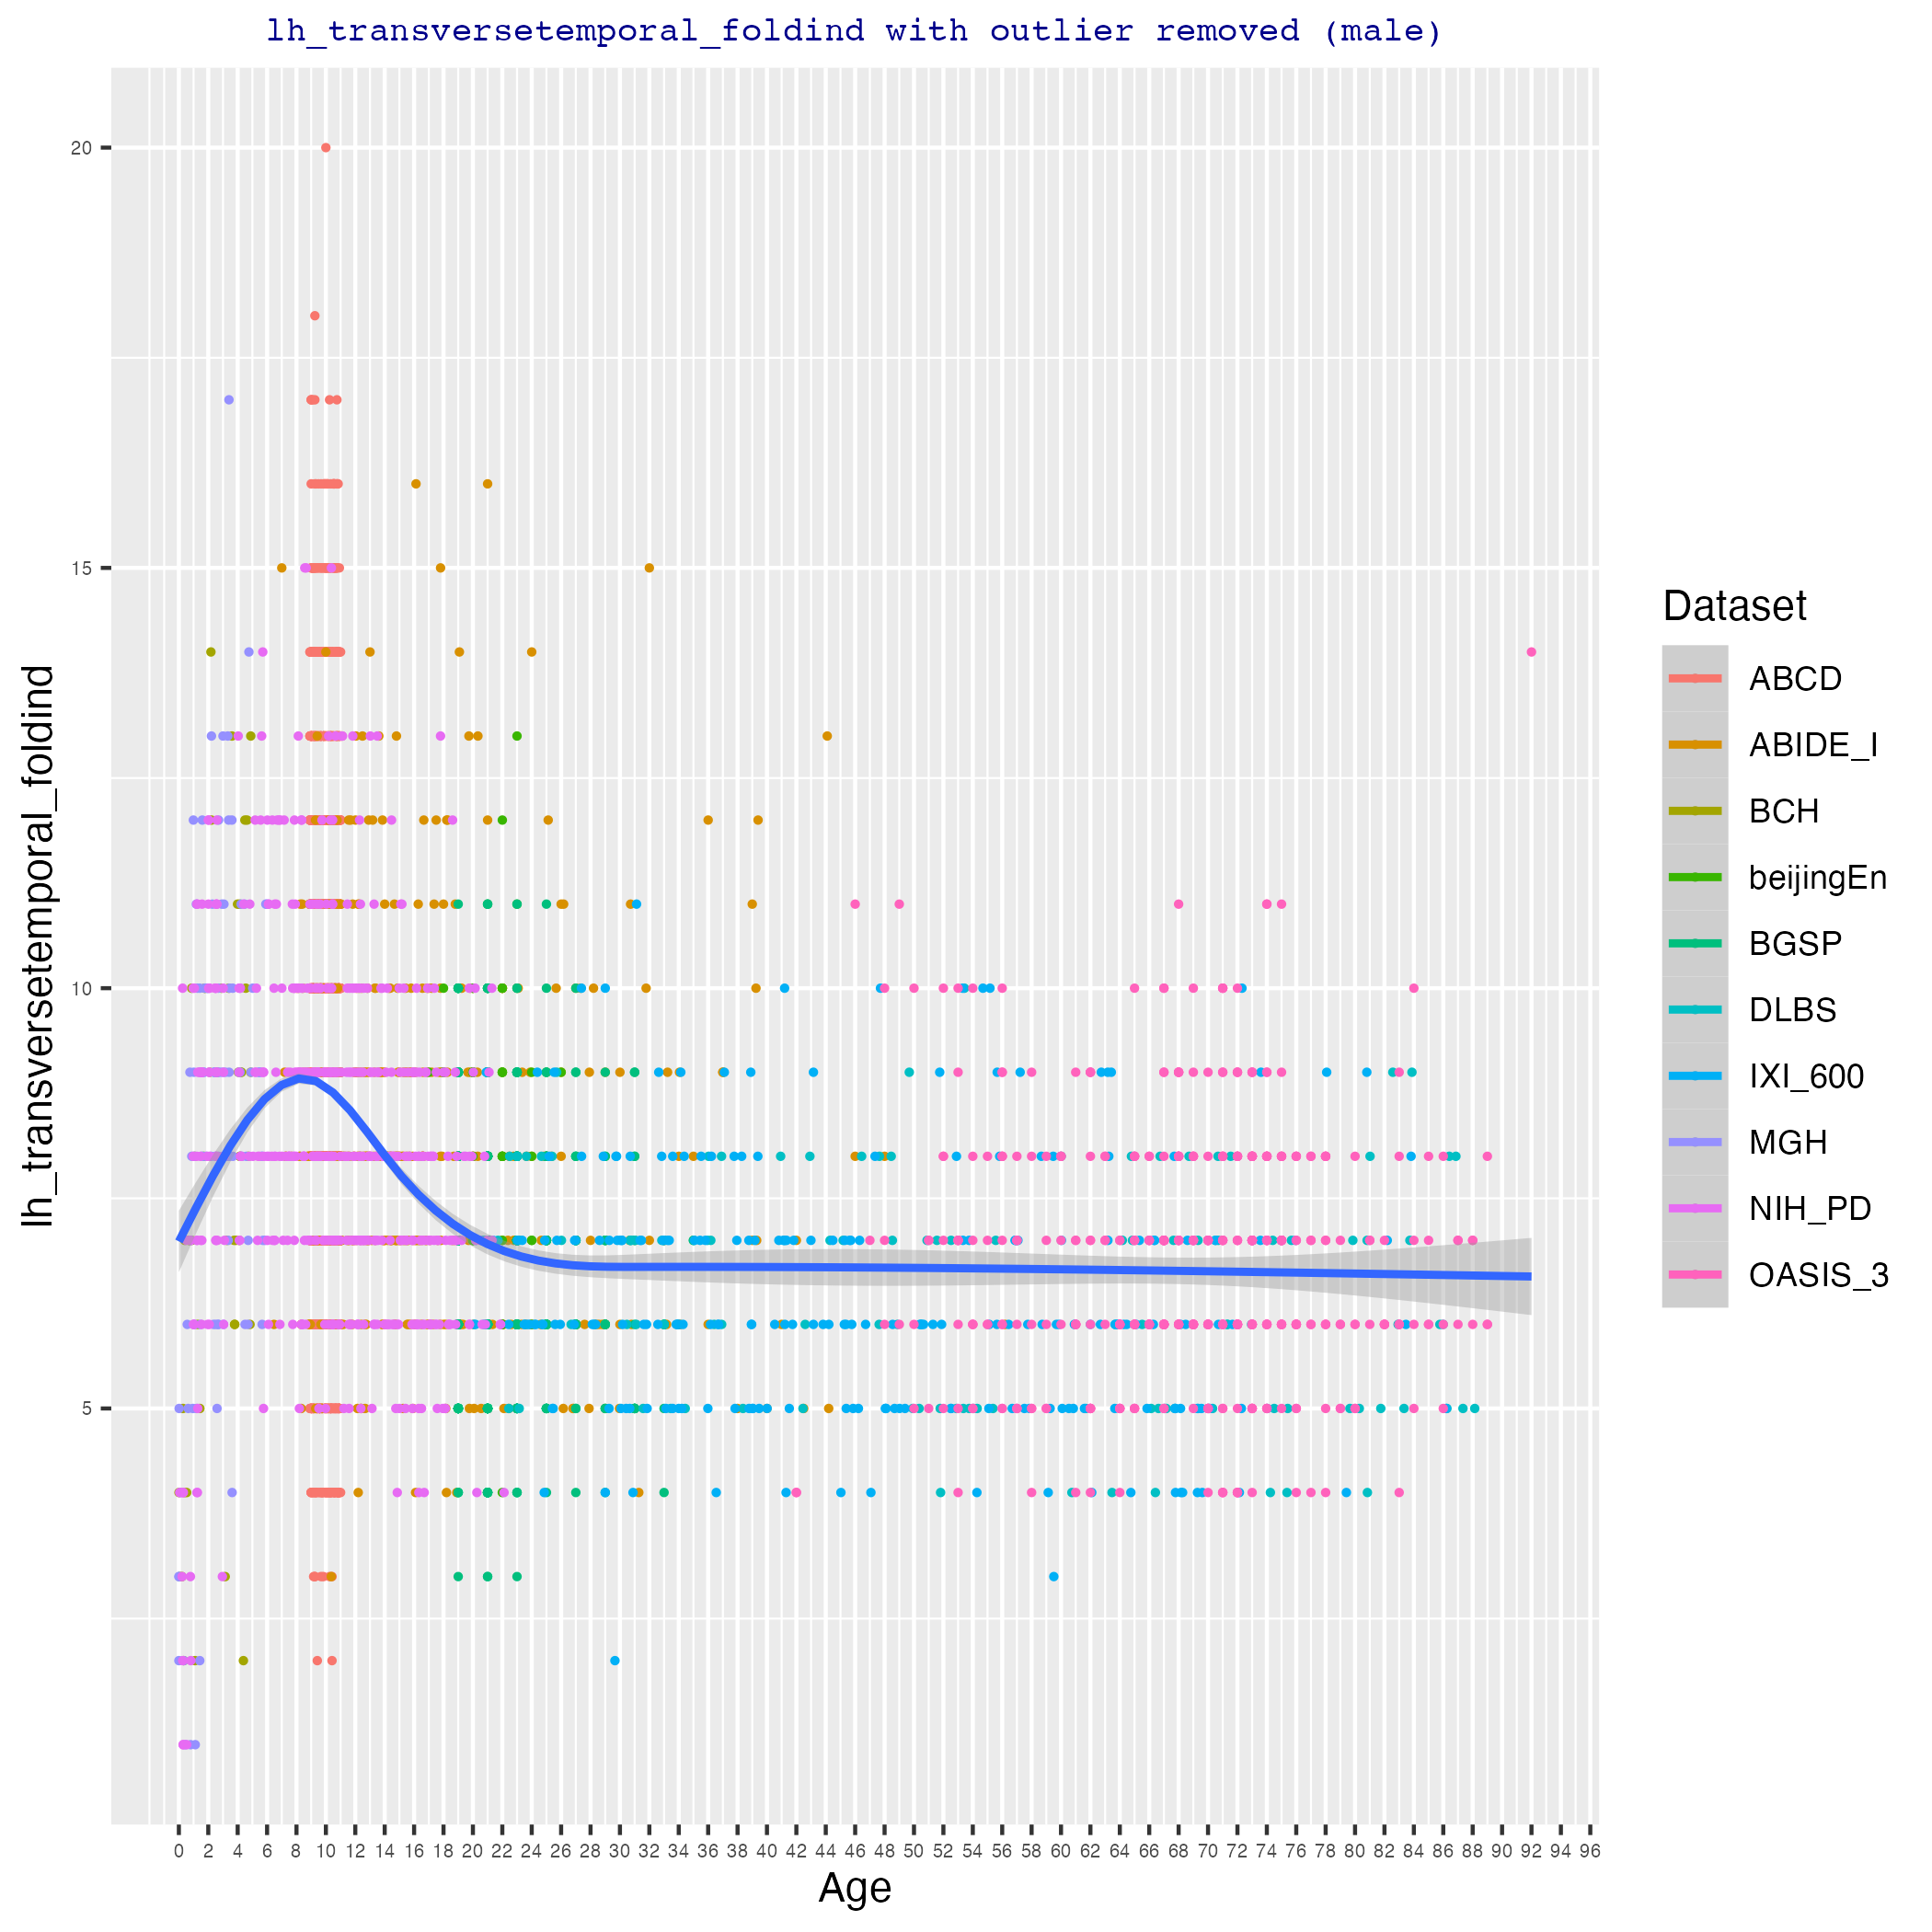 lh_transversetemporal_foldind with outlier removed (male)
lh_transversetemporal_foldind
20
15
10
5
0 2 4 6 8 10 12 14 16 18 20 22 24 26 28 30 32 34 36 38 40 42 44 46 48 50 52 54 56 58 60 62 64 66 68 70 72 74 76 78 80 82 84 86 88 90 92 94 96
Age
Dataset
ABCD
ABIDE_I
BCH
beijingEn
BGSP
DLBS
IXI_600
MGH
NIH_PD
OASIS_3